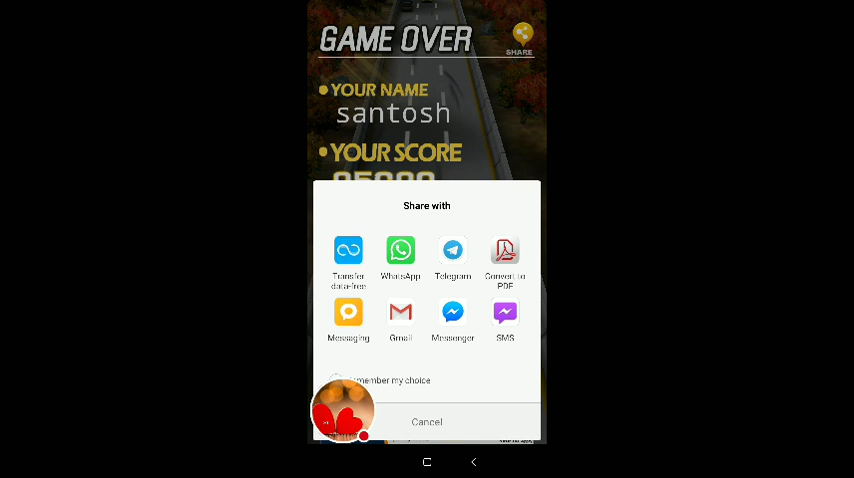 GAME OVER
SHARE
YOUR NAME
santosh
YOUR SCORE
Share with
Transfer data-free
WhatsApp
Telegram
Convert to PDF
Messaging
Gmail
Messenger
SMS
member my choice
Cancel